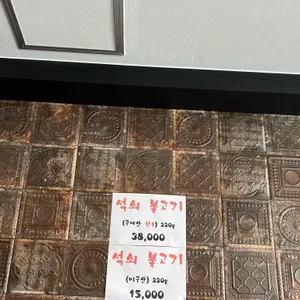 석쇠 불고기
(국내산 한우) 220g
38,000
석쇠 불고기
(미국산) 220g
15,000